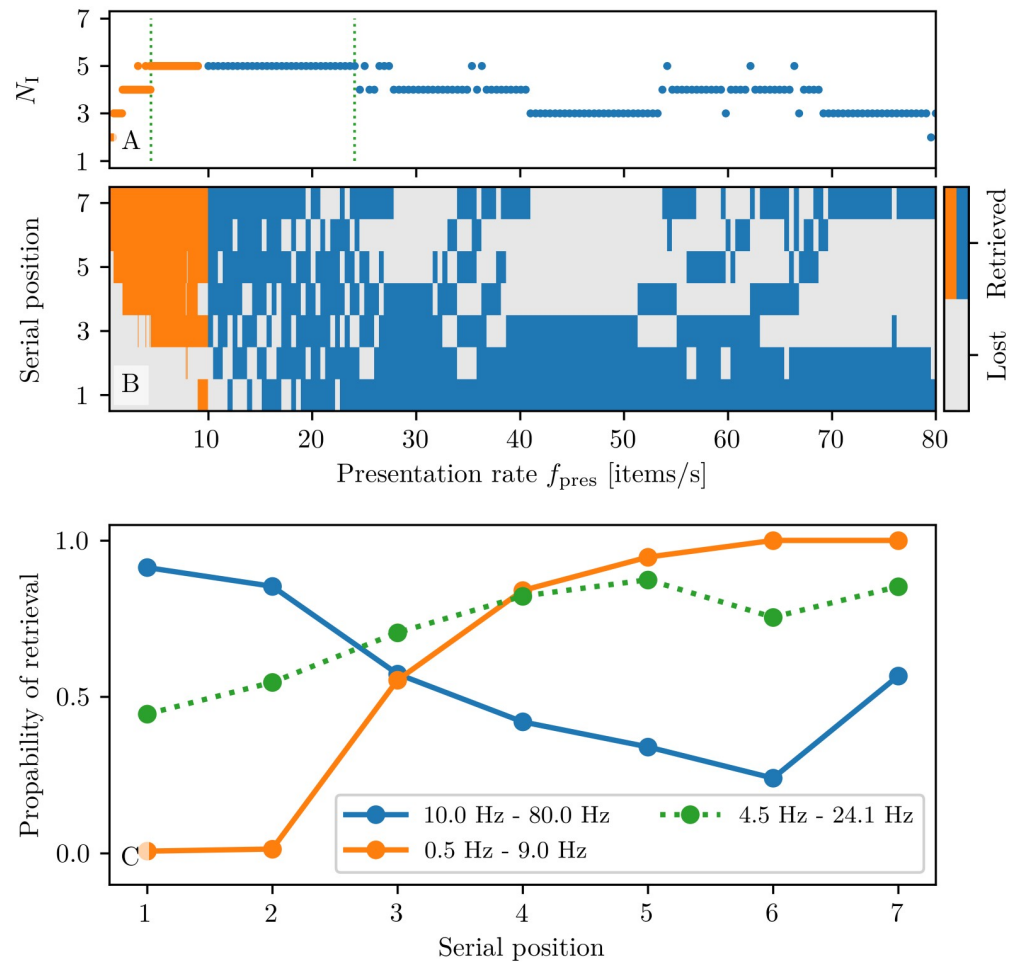 7
5
3
1
N_I
A
7
5
3
1
Serial position
B
Retrieved
Lost
10 20 30 40 50 60 70 80
Presentation rate f_pres [items/s]
1.0
0.5
0.0
Propability of retrieval
C
10.0 Hz - 80.0 Hz
0.5 Hz - 9.0 Hz
4.5 Hz - 24.1 Hz
1 2 3 4 5 6 7
Serial position